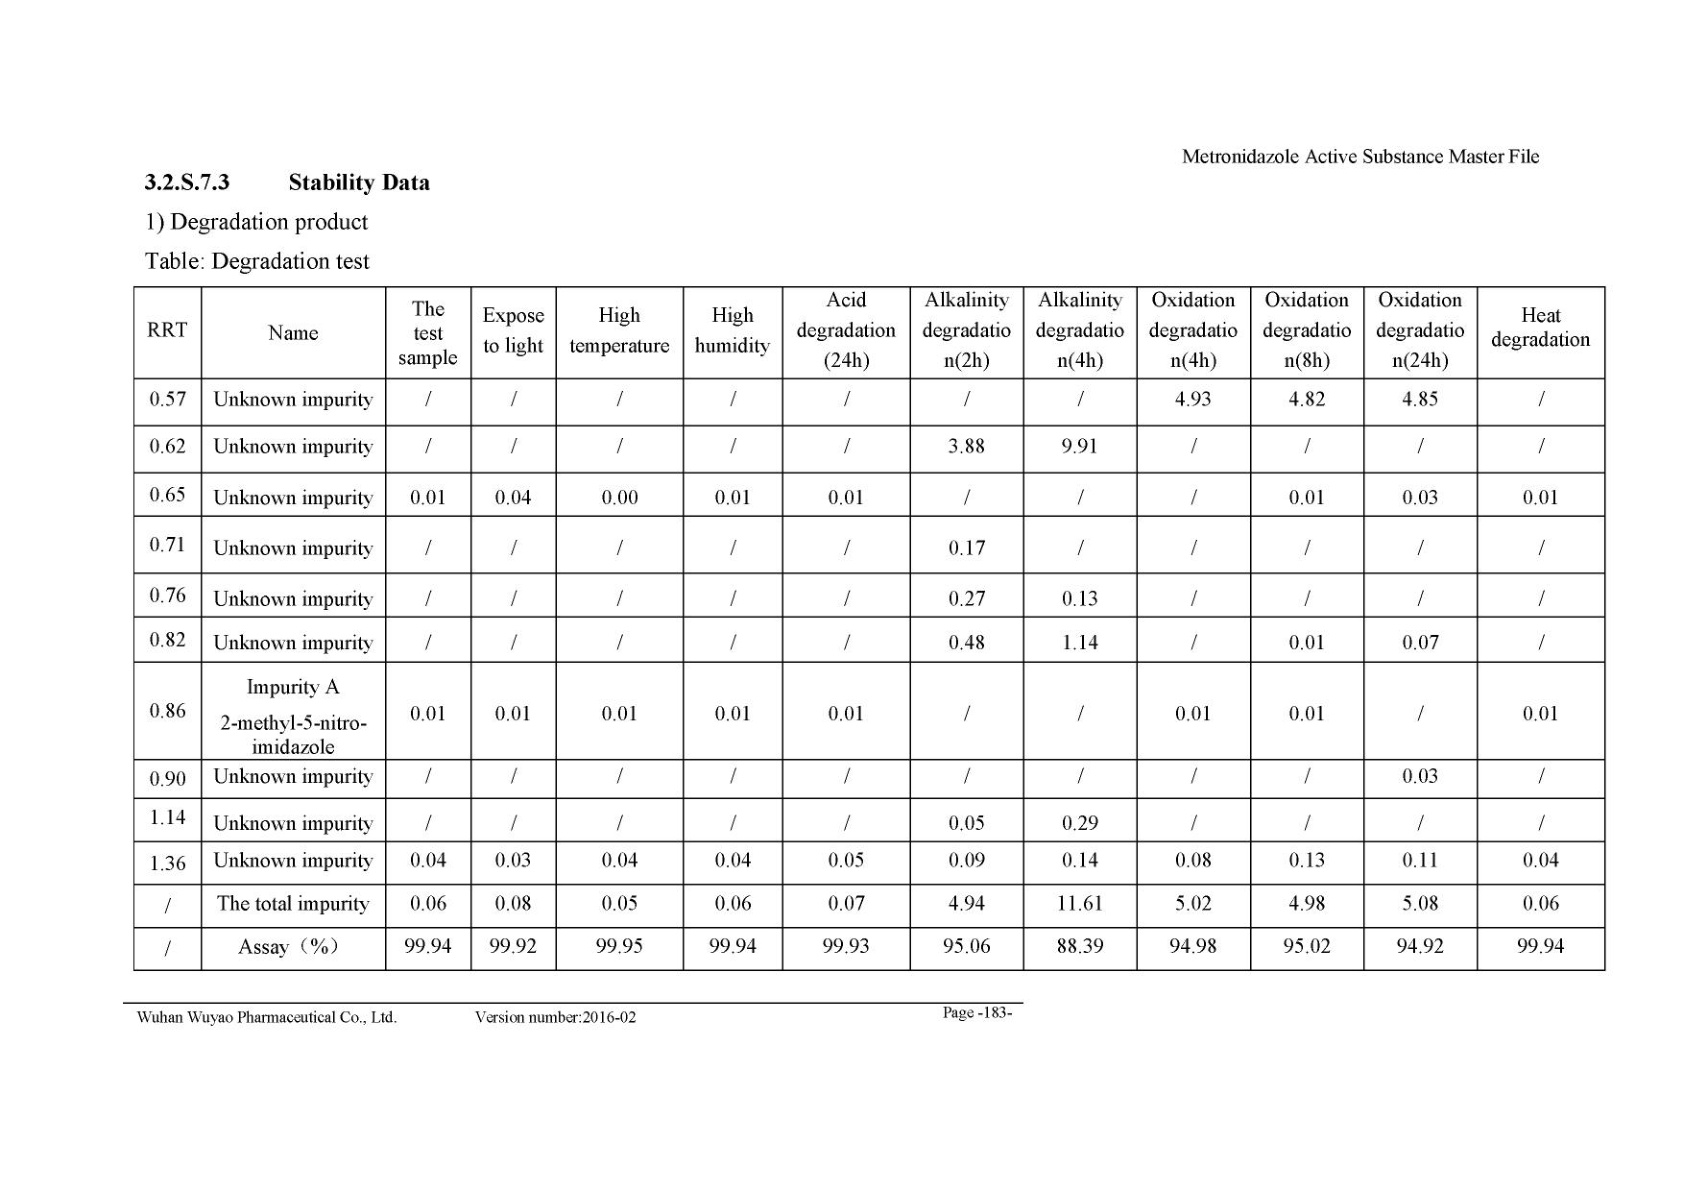 Metronidazole Active Substance Master File
3.2.S.7.3 Stability Data
1) Degradation product
Table: Degradation test
RRT Name The test sample Expose to light High temperature High humidity Acid degradation (24h) Alkalinity degradatio n(2h) Alkalinity degradatio n(4h) Oxidation degradatio n(4h) Oxidation degradatio n(8h) Oxidation degradatio n(24h) Heat degradation
0.57 Unknown impurity / / / / / / / 4.93 4.82 4.85 /
0.62 Unknown impurity / / / / / 3.88 9.91 / / / /
0.65 Unknown impurity 0.01 0.04 0.00 0.01 0.01 / / / 0.01 0.03 0.01
0.71 Unknown impurity / / / / / 0.17 / / / / /
0.76 Unknown impurity / / / / / 0.27 0.13 / / / /
0.82 Unknown impurity / / / / / 0.48 1.14 / 0.01 0.07 /
0.86 Impurity A 2-methyl-5-nitro-imidazole 0.01 0.01 0.01 0.01 0.01 / / 0.01 0.01 / 0.01
0.90 Unknown impurity / / / / / / / / / 0.03 /
1.14 Unknown impurity / / / / / 0.05 0.29 / / / /
1.36 Unknown impurity 0.04 0.03 0.04 0.04 0.05 0.09 0.14 0.08 0.13 0.11 0.04
/ The total impurity 0.06 0.08 0.05 0.06 0.07 4.94 11.61 5.02 4.98 5.08 0.06
/ Assay（%） 99.94 99.92 99.95 99.94 99.93 95.06 88.39 94.98 95.02 94.92 99.94
Wuhan Wuyao Pharmaceutical Co., Ltd. Version number:2016-02 Page -183-